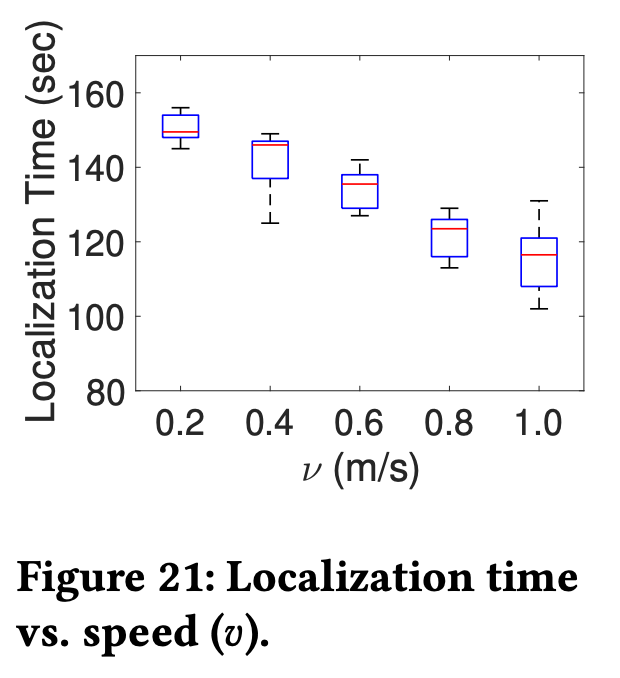 Localization Time (sec)
160
140
120
100
80
0.2 0.4 0.6 0.8 1.0
ν (m/s)
Figure 21: Localization time
vs. speed (v).